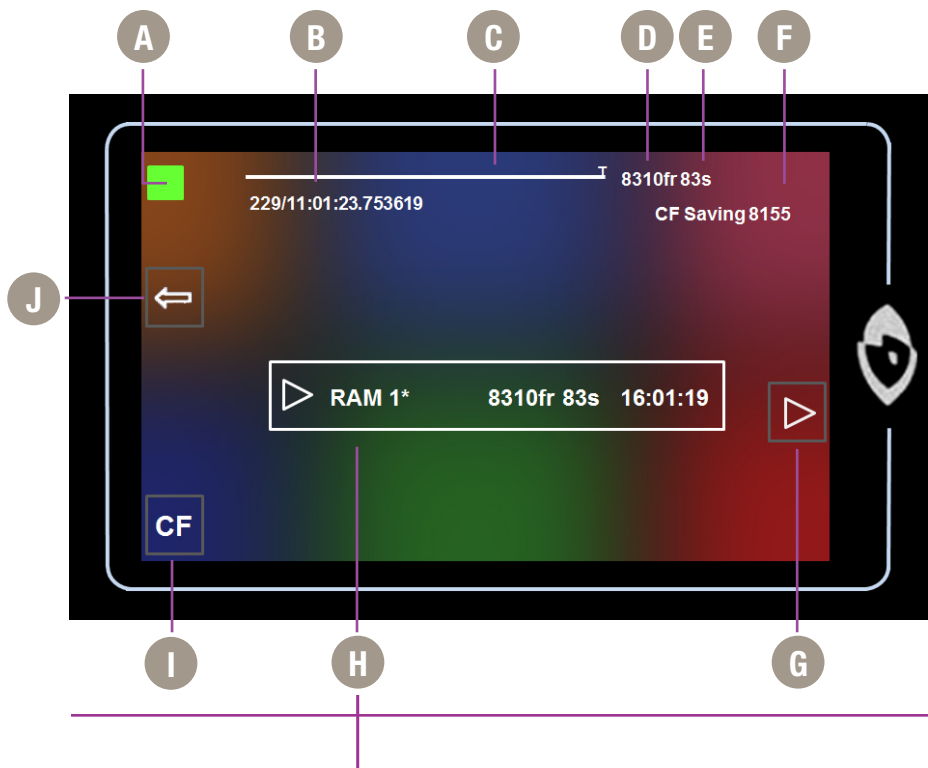 A B C D E F
T
8310fr 83s
229/11:01:23.753619
CF Saving 8155
J
RAM 1* 8310fr 83s 16:01:19
CF
I H G